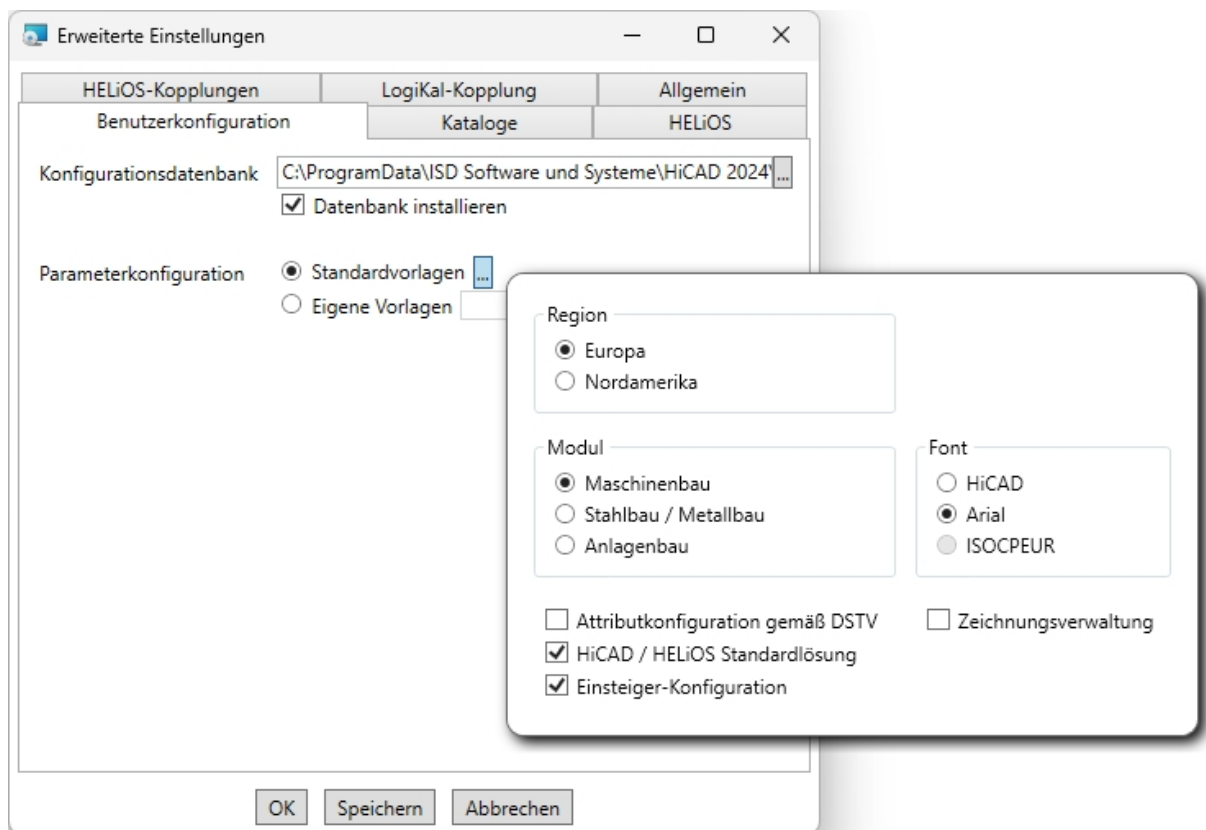 Erweiterte Einstellungen
HELiOS-Kopplungen LogiKal-Kopplung Allgemein
Benutzerkonfiguration Kataloge HELiOS
Konfigurationsdatenbank C:\ProgramData\ISD Software und Systeme\HiCAD 2024\ ...
Datenbank installieren
Parameterkonfiguration Standardvorlagen ...
Eigene Vorlagen
Region
Europa
Nordamerika
Modul
Maschinenbau
Stahlbau / Metallbau
Anlagenbau
Font
HiCAD
Arial
ISOCPEUR
Attributkonfiguration gemäß DSTV Zeichnungsverwaltung
HiCAD / HELiOS Standardlösung
Einsteiger-Konfiguration
OK Speichern Abbrechen